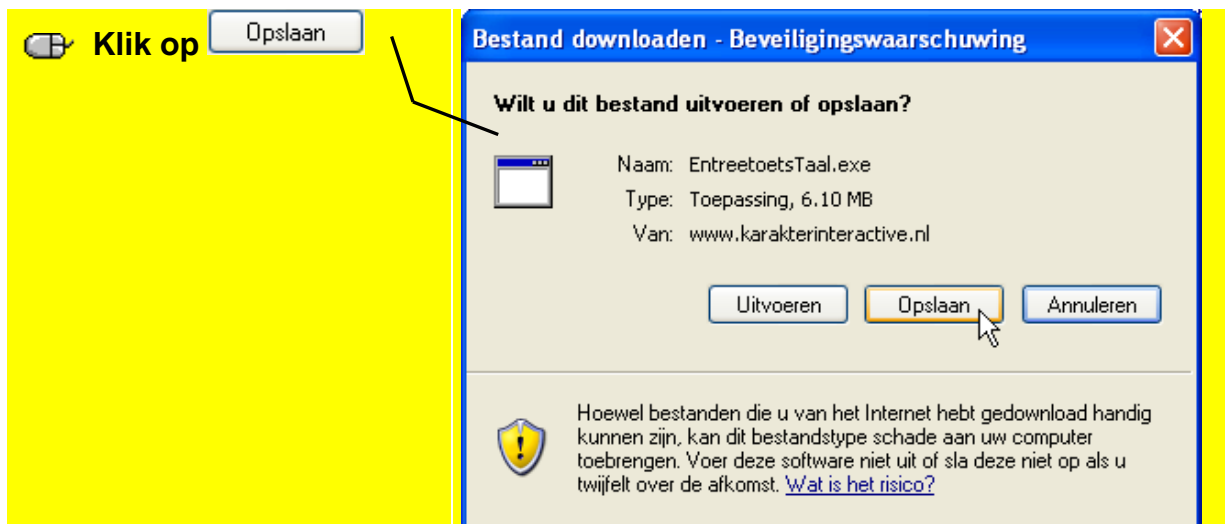 Klik op Opslaan
Bestand downloaden - Beveiligingswaarschuwing
Wilt u dit bestand uitvoeren of opslaan?
Naam: EntreetoetsTaal.exe
Type: Toepassing, 6.10 MB
Van: www.karakterinteractive.nl
Uitvoeren Opslaan Annuleren
Hoewel bestanden die u van het Internet hebt gedownload handig
kunnen zijn, kan dit bestandstype schade aan uw computer
toebrengen. Voer deze software niet uit of sla deze niet op als u
twijfelt over de afkomst. Wat is het risico?